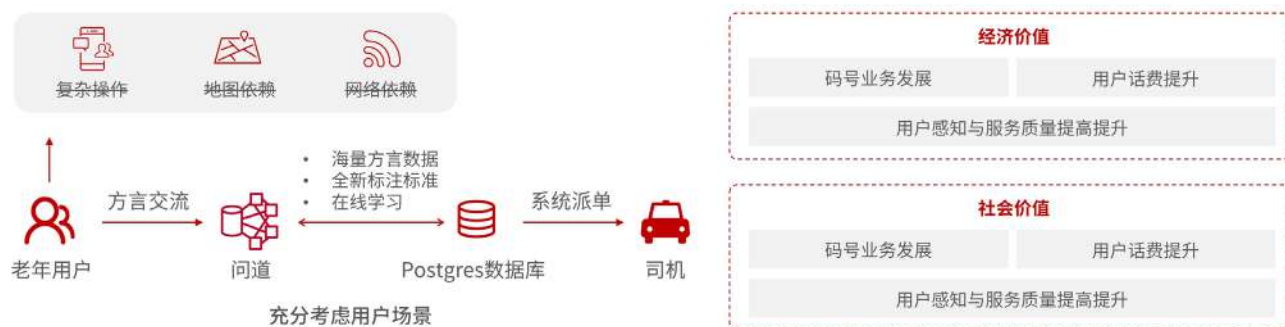 复杂操作
地图依赖
网络依赖
海量方言数据
全新标注标准
在线学习
方言交流
系统派单
老年用户
问道
Postgres数据库
司机
充分考虑用户场景
经济价值
码号业务发展
用户话费提升
用户感知与服务质量提高提升
社会价值
码号业务发展
用户话费提升
用户感知与服务质量提高提升